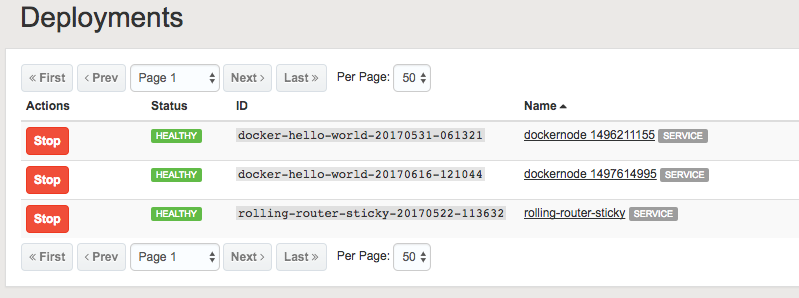 Deployments
« First ‹ Prev Page 1 Next › Last » Per Page: 50
Actions Status ID Name
Stop HEALTHY docker-hello-world-20170531-061321 dockernode 1496211155 SERVICE
Stop HEALTHY docker-hello-world-20170616-121044 dockernode 1497614995 SERVICE
Stop HEALTHY rolling-router-sticky-20170522-113632 rolling-router-sticky SERVICE
« First ‹ Prev Page 1 Next › Last » Per Page: 50